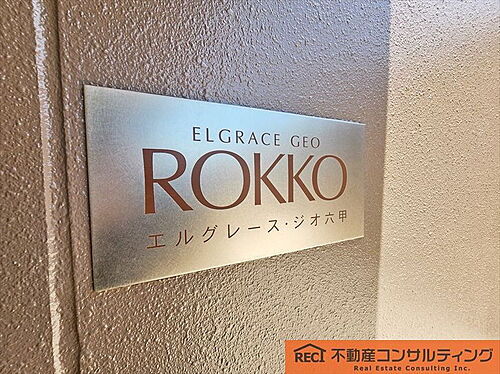 ELGRACE GEO
ROKKO
エルグレース・ジオ六甲
RECI 不動産コンサルティング
Real Estate Consulting Inc.